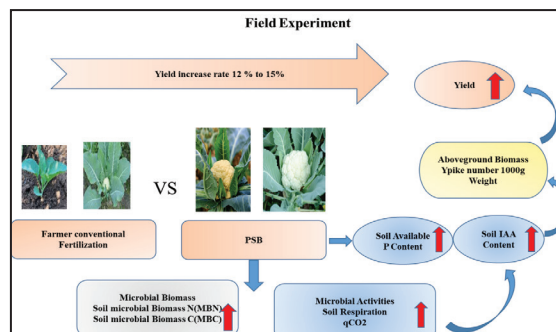 Field Experiment
Yield increase rate 12 % to 15%
Yield
Aboveground Biomass
Ypike number 1000g
Weight
VS
Farmer conventional
Fertilization
PSB
Soil Available
P Content
Soil IAA
Content
Microbial Biomass
Soil microbial Biomass N(MBN)
Soil microbial Biomass C(MBC)
Microbial Activities
Soil Respiration
qCO2